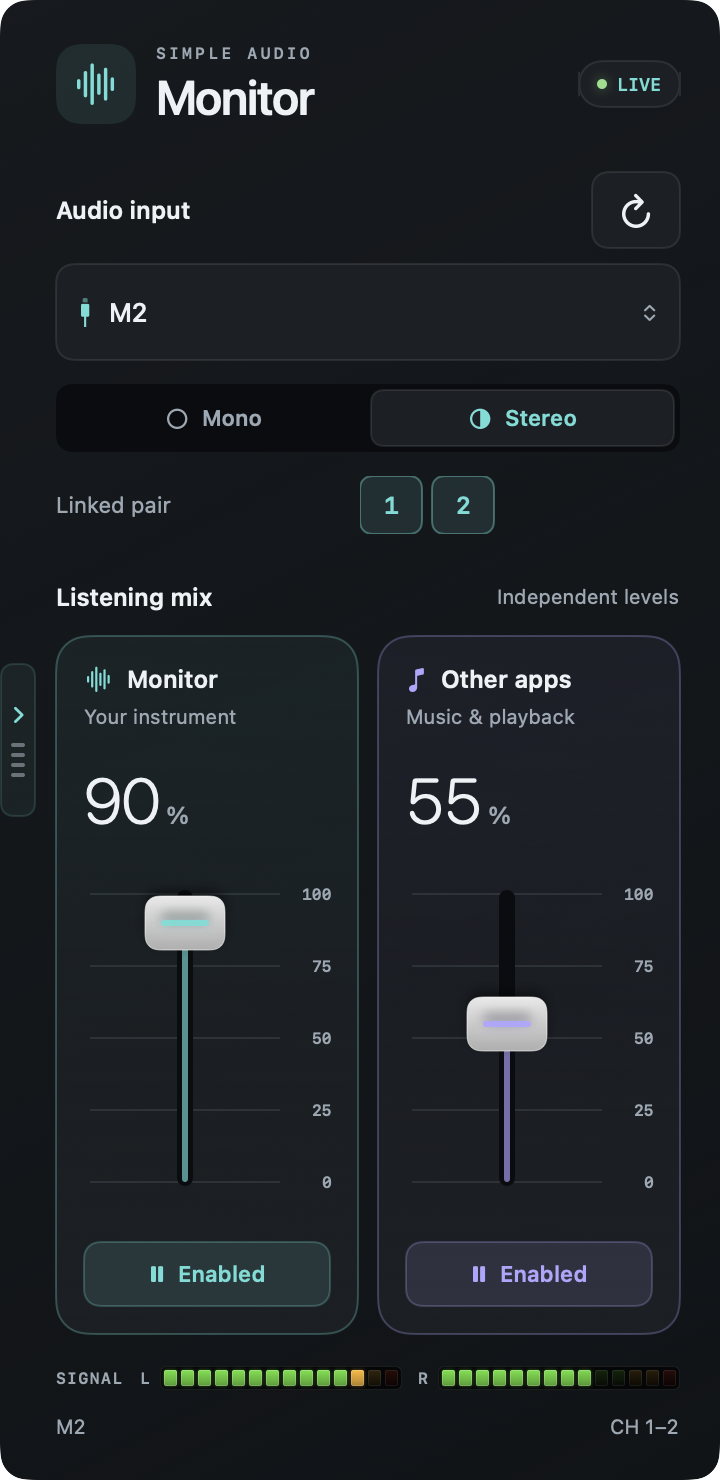 SIMPLE AUDIO
Monitor
LIVE
Audio input
M2
Mono
Stereo
Linked pair
1
2
Listening mix
Independent levels
Monitor
Your instrument
90 %
100
75
50
25
0
Enabled
Other apps
Music & playback
55 %
100
75
50
25
0
Enabled
SIGNAL L
R
M2
CH 1–2